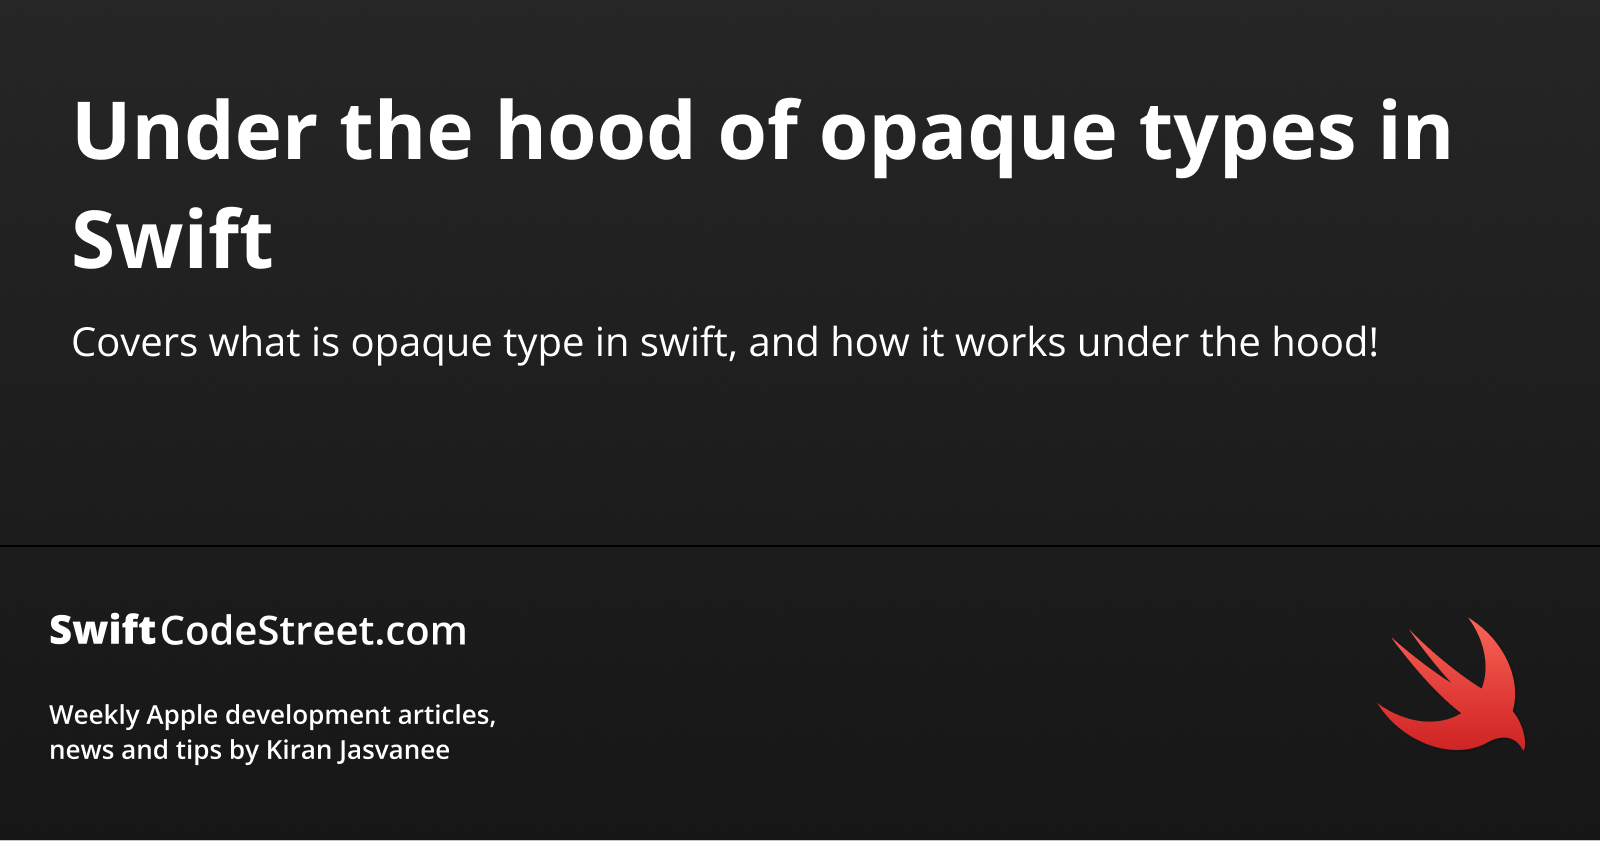 Under the hood of opaque types in
Swift
Covers what is opaque type in swift, and how it works under the hood!
SwiftCodeStreet.com
Weekly Apple development articles,
news and tips by Kiran Jasvanee